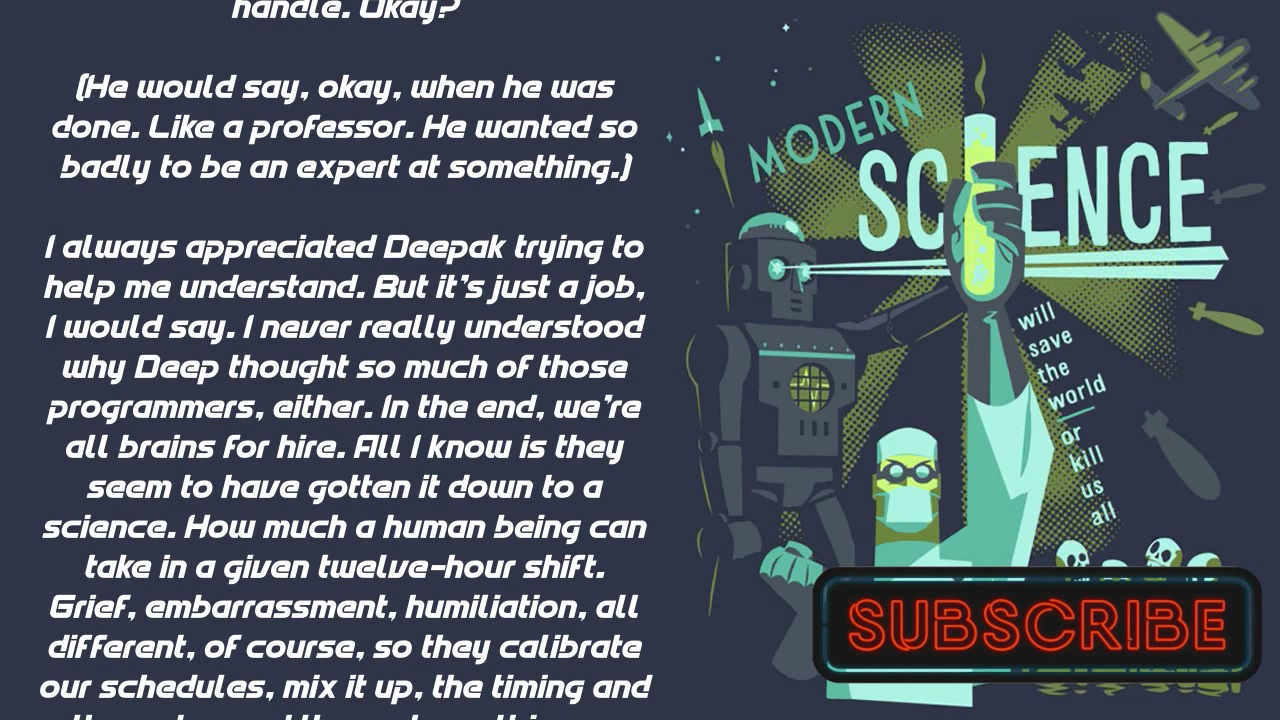 handle. Okay?
(He would say, okay, when he was
done. Like a professor. He wanted so
badly to be an expert at something.)
I always appreciated Deepak trying to
help me understand. But it's just a job,
I would say. I never really understood
why Deep thought so much of those
programmers, either. In the end, we're
all brains for hire. All I know is they
seem to have gotten it down to a
science. How much a human being can
take in a given twelve-hour shift.
Grief, embarrassment, humiliation, all
different, of course, so they calibrate
our schedules, mix it up, the timing and
MODERN
SCIENCE
will
save
the
world
or
kill
us
all
SUBSCRIBE